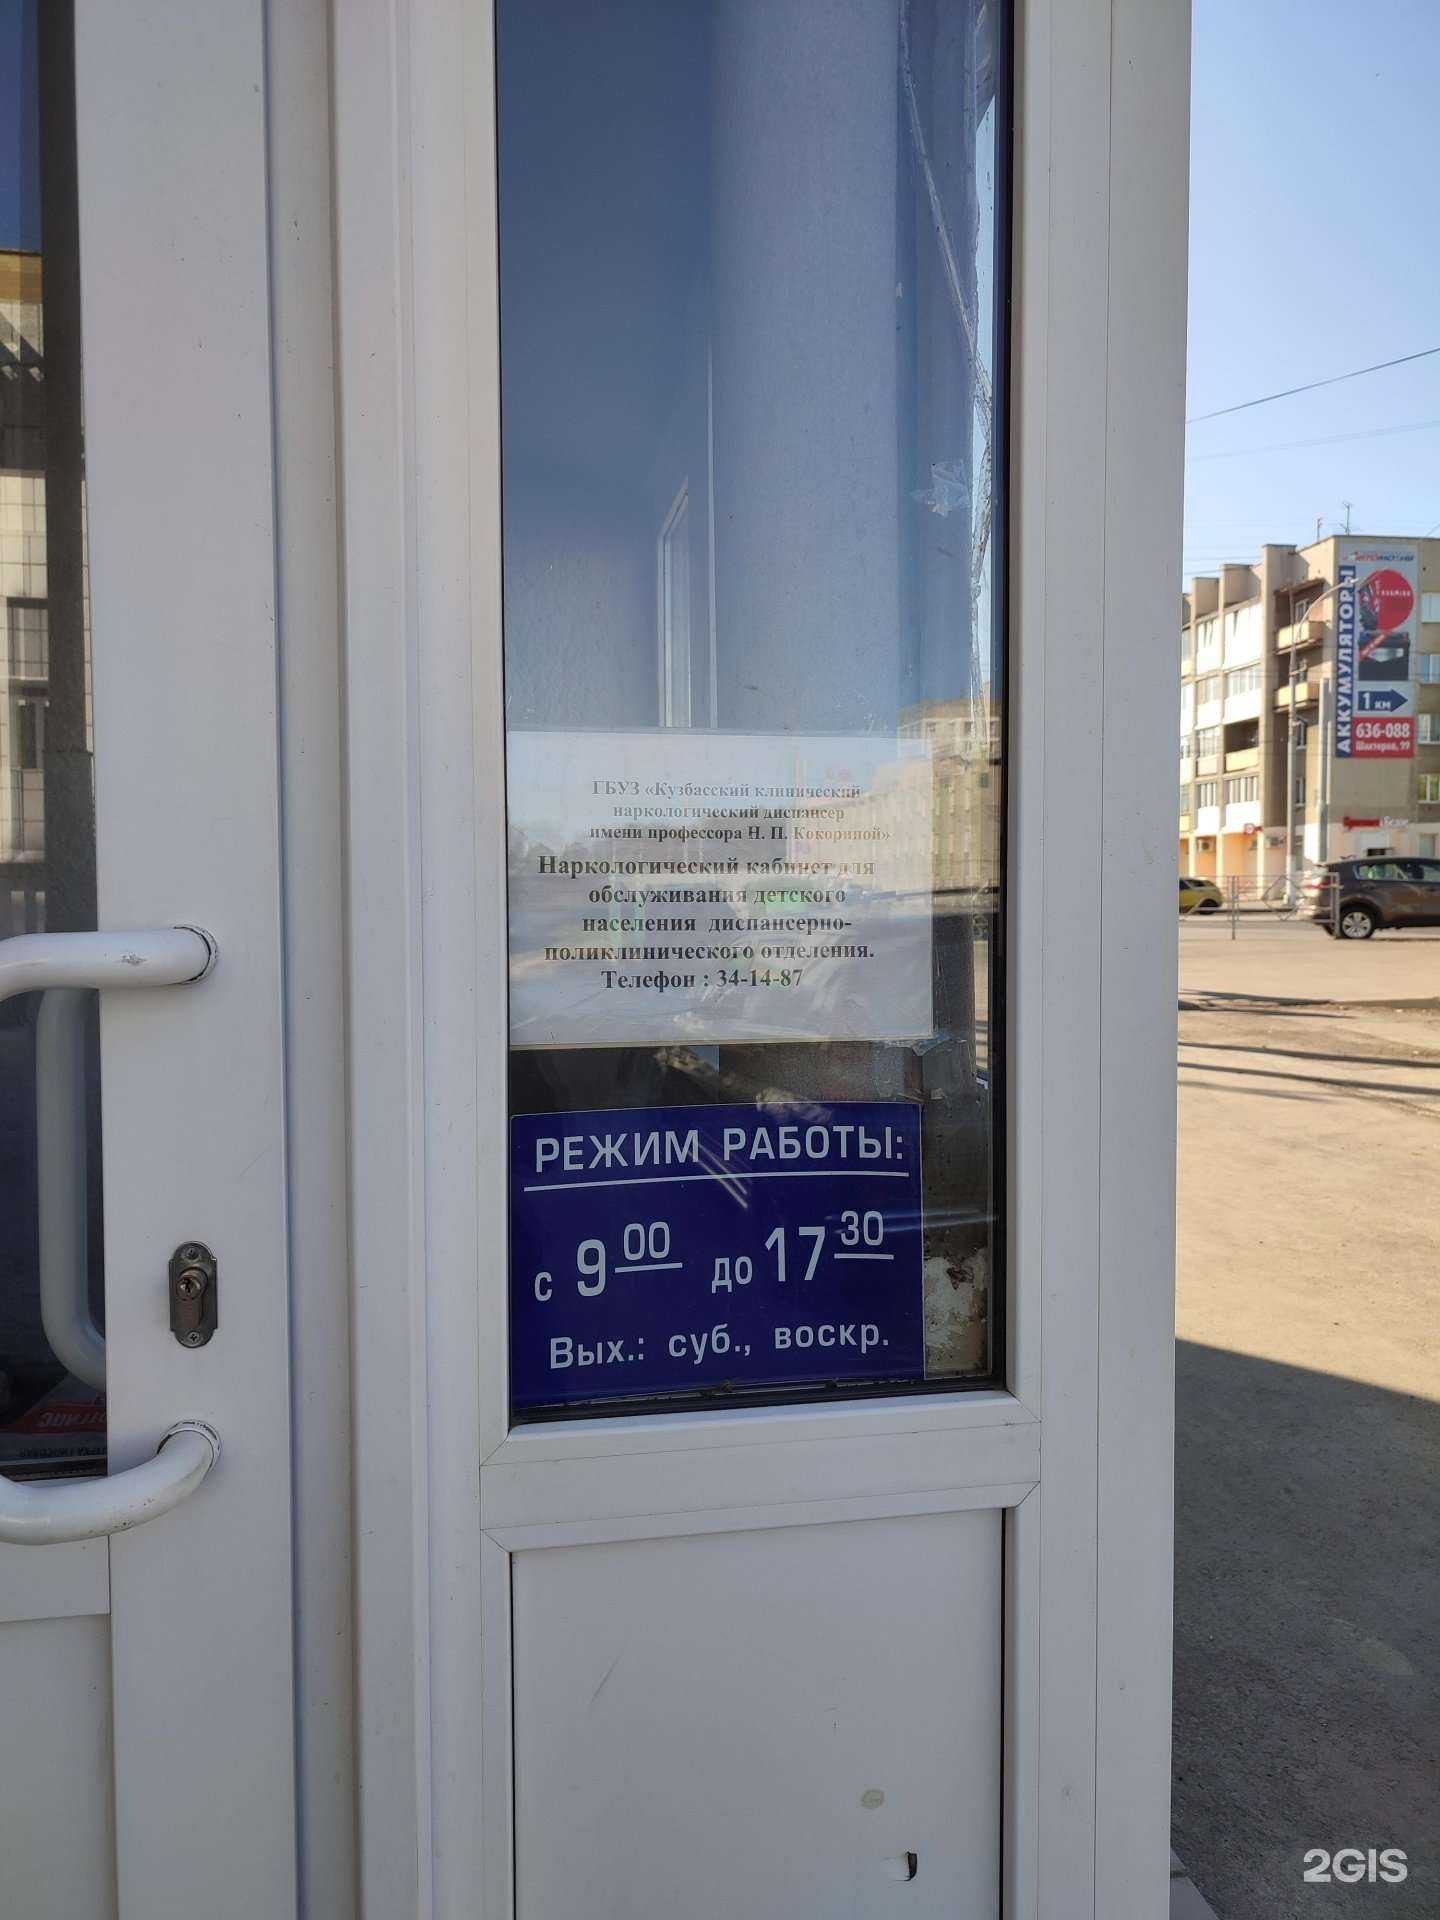 ГБУЗ «Кузбасский клинический
наркологический диспансер
имени профессора Н. П. Кокориной»
Наркологический кабинет для
обслуживания детского
населения диспансерно-
поликлинического отделения.
Телефон : 34-14-87
РЕЖИМ РАБОТЫ:
с 9 00 до 17 30
Вых.: суб., воскр.
АККУМУЛЯТОРЫ
1 км
636-088
Шахтеров, 99
2GIS